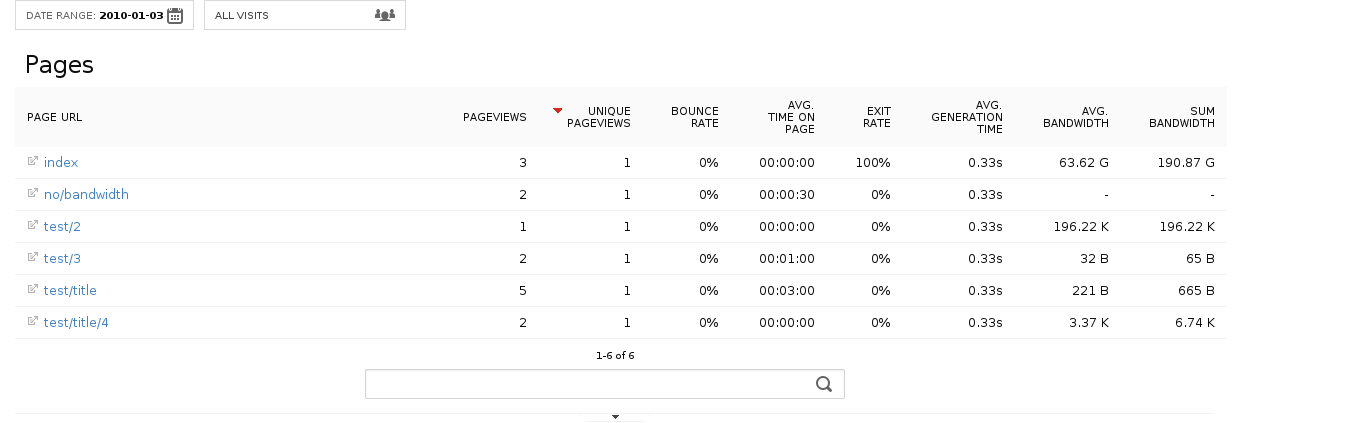 DATE RANGE: 2010-01-03 ALL VISITS
Pages
PAGE URL PAGEVIEWS UNIQUE PAGEVIEWS BOUNCE RATE AVG. TIME ON PAGE EXIT RATE AVG. GENERATION TIME AVG. BANDWIDTH SUM BANDWIDTH
index 3 1 0% 00:00:00 100% 0.33s 63.62 G 190.87 G
no/bandwidth 2 1 0% 00:00:30 0% 0.33s - -
test/2 1 1 0% 00:00:00 0% 0.33s 196.22 K 196.22 K
test/3 2 1 0% 00:01:00 0% 0.33s 32 B 65 B
test/title 5 1 0% 00:03:00 0% 0.33s 221 B 665 B
test/title/4 2 1 0% 00:00:00 0% 0.33s 3.37 K 6.74 K
1-6 of 6